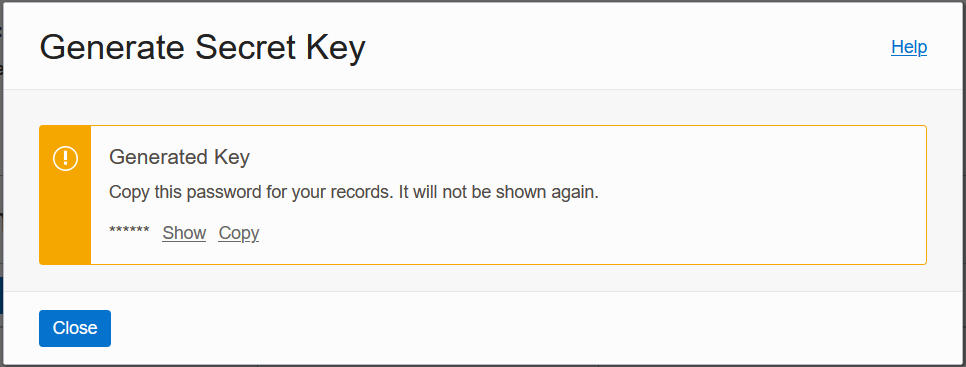 Generate Secret Key
Help
Generated Key
Copy this password for your records. It will not be shown again.
****** Show Copy
Close